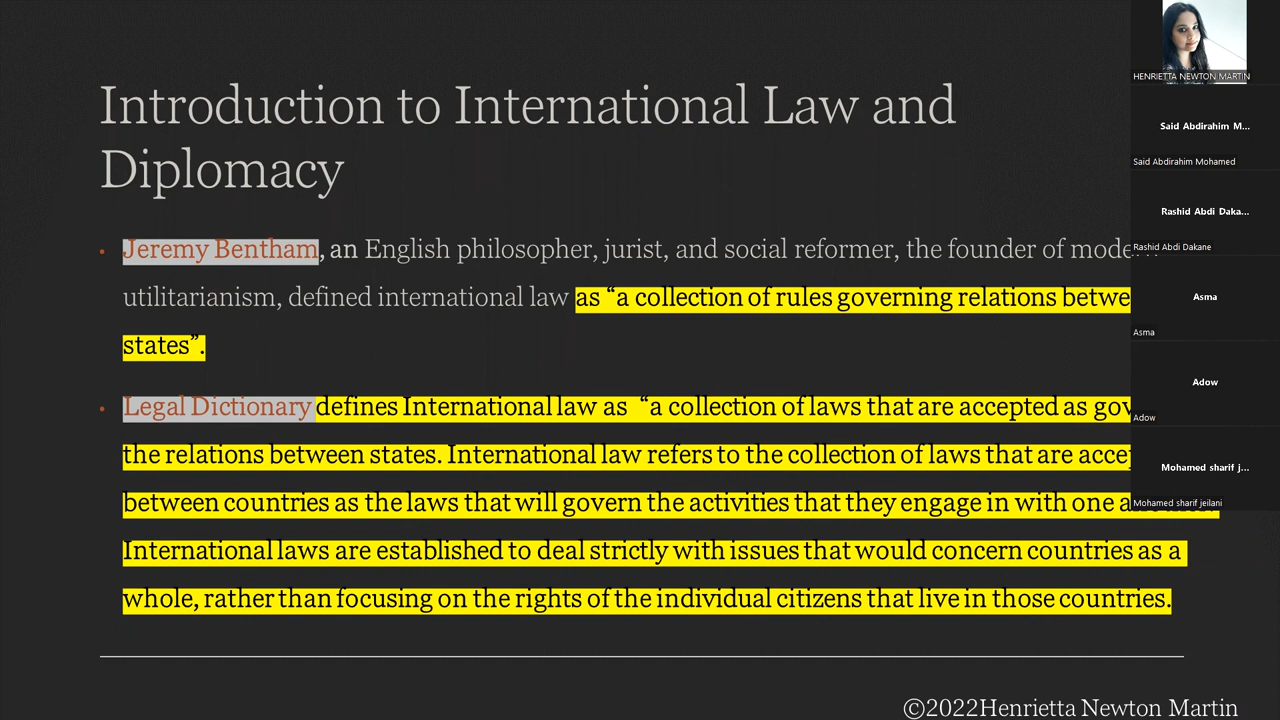 Introduction to International Law and
Diplomacy
• Jeremy Bentham, an English philosopher, jurist, and social reformer, the founder of
utilitarianism, defined international law as “a collection of rules governing relations
states”.
• Legal Dictionary defines International law as “a collection of laws that are accepted as
the relations between states. International law refers to the collection of laws that are
between countries as the laws that will govern the activities that they engage in with one
International laws are established to deal strictly with issues that would concern countries as a
whole, rather than focusing on the rights of the individual citizens that live in those countries.
©2022Henrietta Newton Martin
HENRIETTA NEWTON MARTIN
Said Abdirahim M...
Said Abdirahim Mohamed
Rashid Abdi Daka...
Rashid Abdi Dakane
Asma
Asma
Adow
Adow
Mohamed sharif j...
Mohamed sharif jeilani